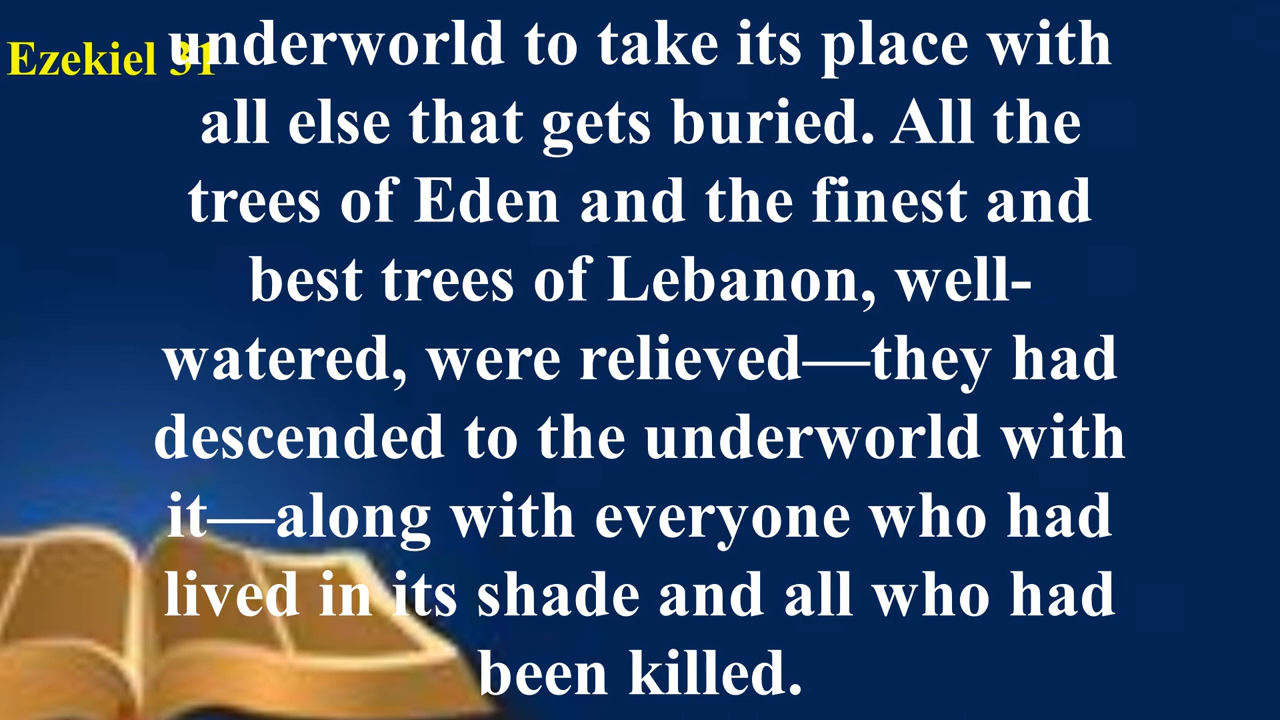 Ezekiel 31
underworld to take its place with
all else that gets buried. All the
trees of Eden and the finest and
best trees of Lebanon, well-
watered, were relieved—they had
descended to the underworld with
it—along with everyone who had
lived in its shade and all who had
been killed.